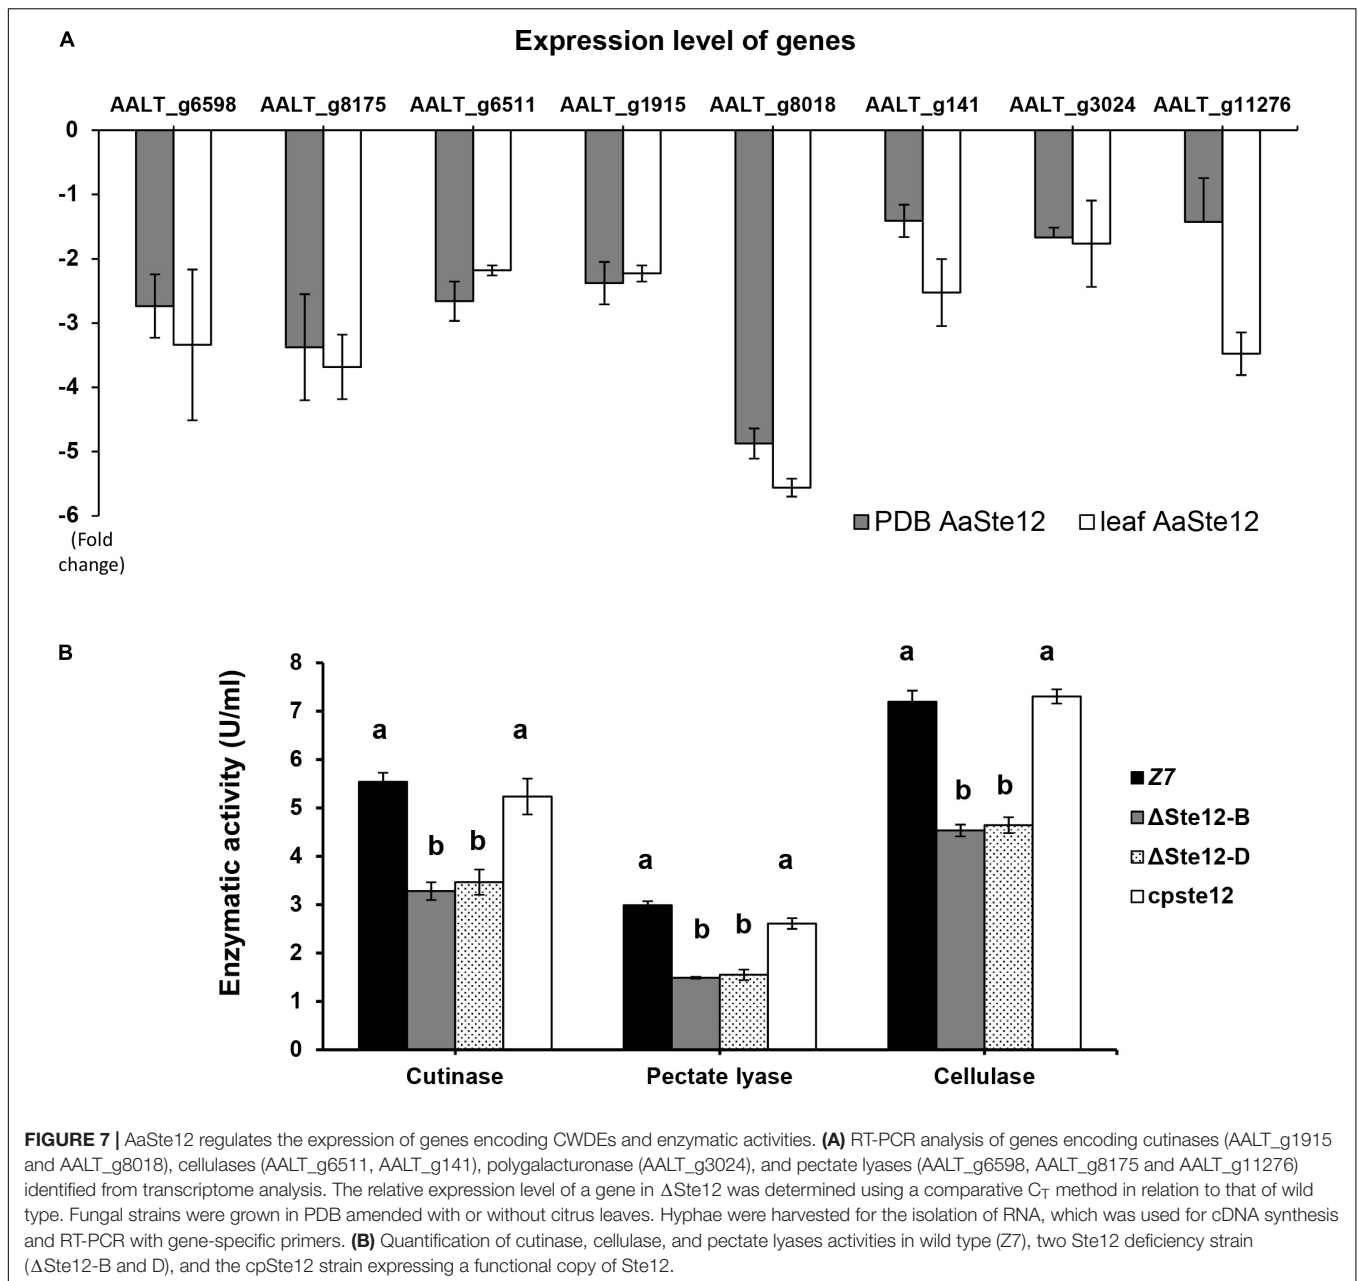 A
Expression level of genes
AALT_g6598 AALT_g8175 AALT_g6511 AALT_g1915 AALT_g8018 AALT_g141 AALT_g3024 AALT_g11276
0
-1
-2
-3
-4
-5
-6
(Fold
change)
PDB AaSte12 leaf AaSte12
B
Enzymatic activity (U/ml)
8
7
6
5
4
3
2
1
0
a b b a
a b b a
a b b a
Cutinase Pectate lyase Cellulase
Z7
ΔSte12-B
ΔSte12-D
cpste12
FIGURE 7 | AaSte12 regulates the expression of genes encoding CWDEs and enzymatic activities. (A) RT-PCR analysis of genes encoding cutinases (AALT_g1915
and AALT_g8018), cellulases (AALT_g6511, AALT_g141), polygalacturonase (AALT_g3024), and pectate lyases (AALT_g6598, AALT_g8175 and AALT_g11276)
identified from transcriptome analysis. The relative expression level of a gene in ΔSte12 was determined using a comparative CT method in relation to that of wild
type. Fungal strains were grown in PDB amended with or without citrus leaves. Hyphae were harvested for the isolation of RNA, which was used for cDNA synthesis
and RT-PCR with gene-specific primers. (B) Quantification of cutinase, cellulase, and pectate lyases activities in wild type (Z7), two Ste12 deficiency strain
(ΔSte12-B and D), and the cpSte12 strain expressing a functional copy of Ste12.